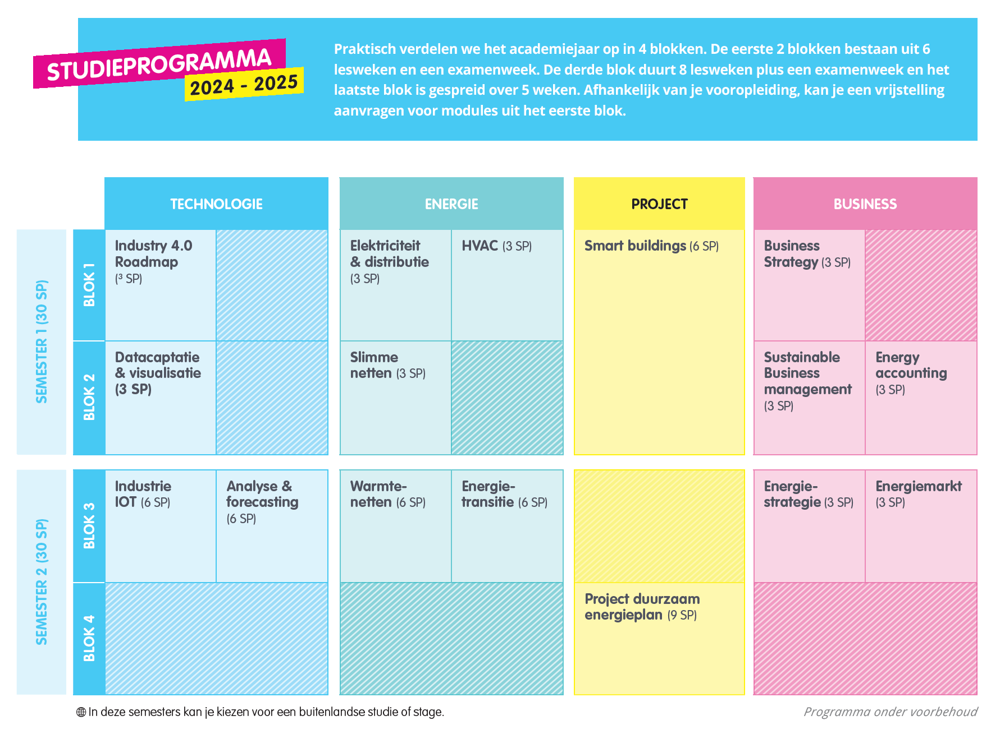 STUDIEPROGRAMMA
2024 - 2025
Praktisch verdelen we het academiejaar op in 4 blokken. De eerste 2 blokken bestaan uit 6
lesweken en een examenweek. De derde blok duurt 8 lesweken plus een examenweek en het
laatste blok is gespreid over 5 weken. Afhankelijk van je vooropleiding, kan je een vrijstelling
aanvragen voor modules uit het eerste blok.
TECHNOLOGIE
ENERGIE
PROJECT
BUSINESS
SEMESTER 1 (30 SP)
BLOK 1
Industry 4.0
Roadmap
(³ SP)
Elektriciteit
& distributie
(3 SP)
HVAC (3 SP)
Smart buildings (6 SP)
Business
Strategy (3 SP)
BLOK 2
Datacaptatie
& visualisatie
(3 SP)
Slimme
netten (3 SP)
Sustainable
Business
management
(3 SP)
Energy
accounting
(3 SP)
SEMESTER 2 (30 SP)
BLOK 3
Industrie
IOT (6 SP)
Analyse &
forecasting
(6 SP)
Warmte-
netten (6 SP)
Energie-
transitie (6 SP)
Energie-
strategie (3 SP)
Energiemarkt
(3 SP)
BLOK 4
Project duurzaam
energieplan (9 SP)
In deze semesters kan je kiezen voor een buitenlandse studie of stage.
Programma onder voorbehoud